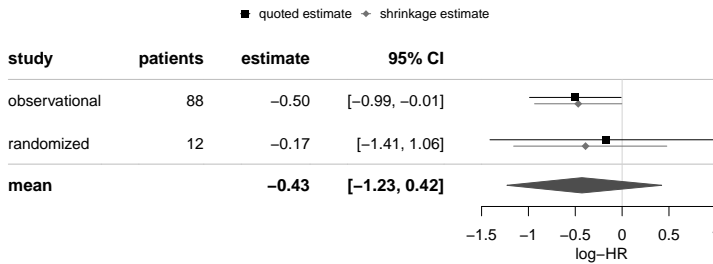 quoted estimate shrinkage estimate
study patients estimate 95% CI
observational 88 −0.50 [−0.99, −0.01]
randomized 12 −0.17 [−1.41, 1.06]
mean −0.43 [−1.23, 0.42]
−1.5 −1 −0.5 0 0.5
log−HR